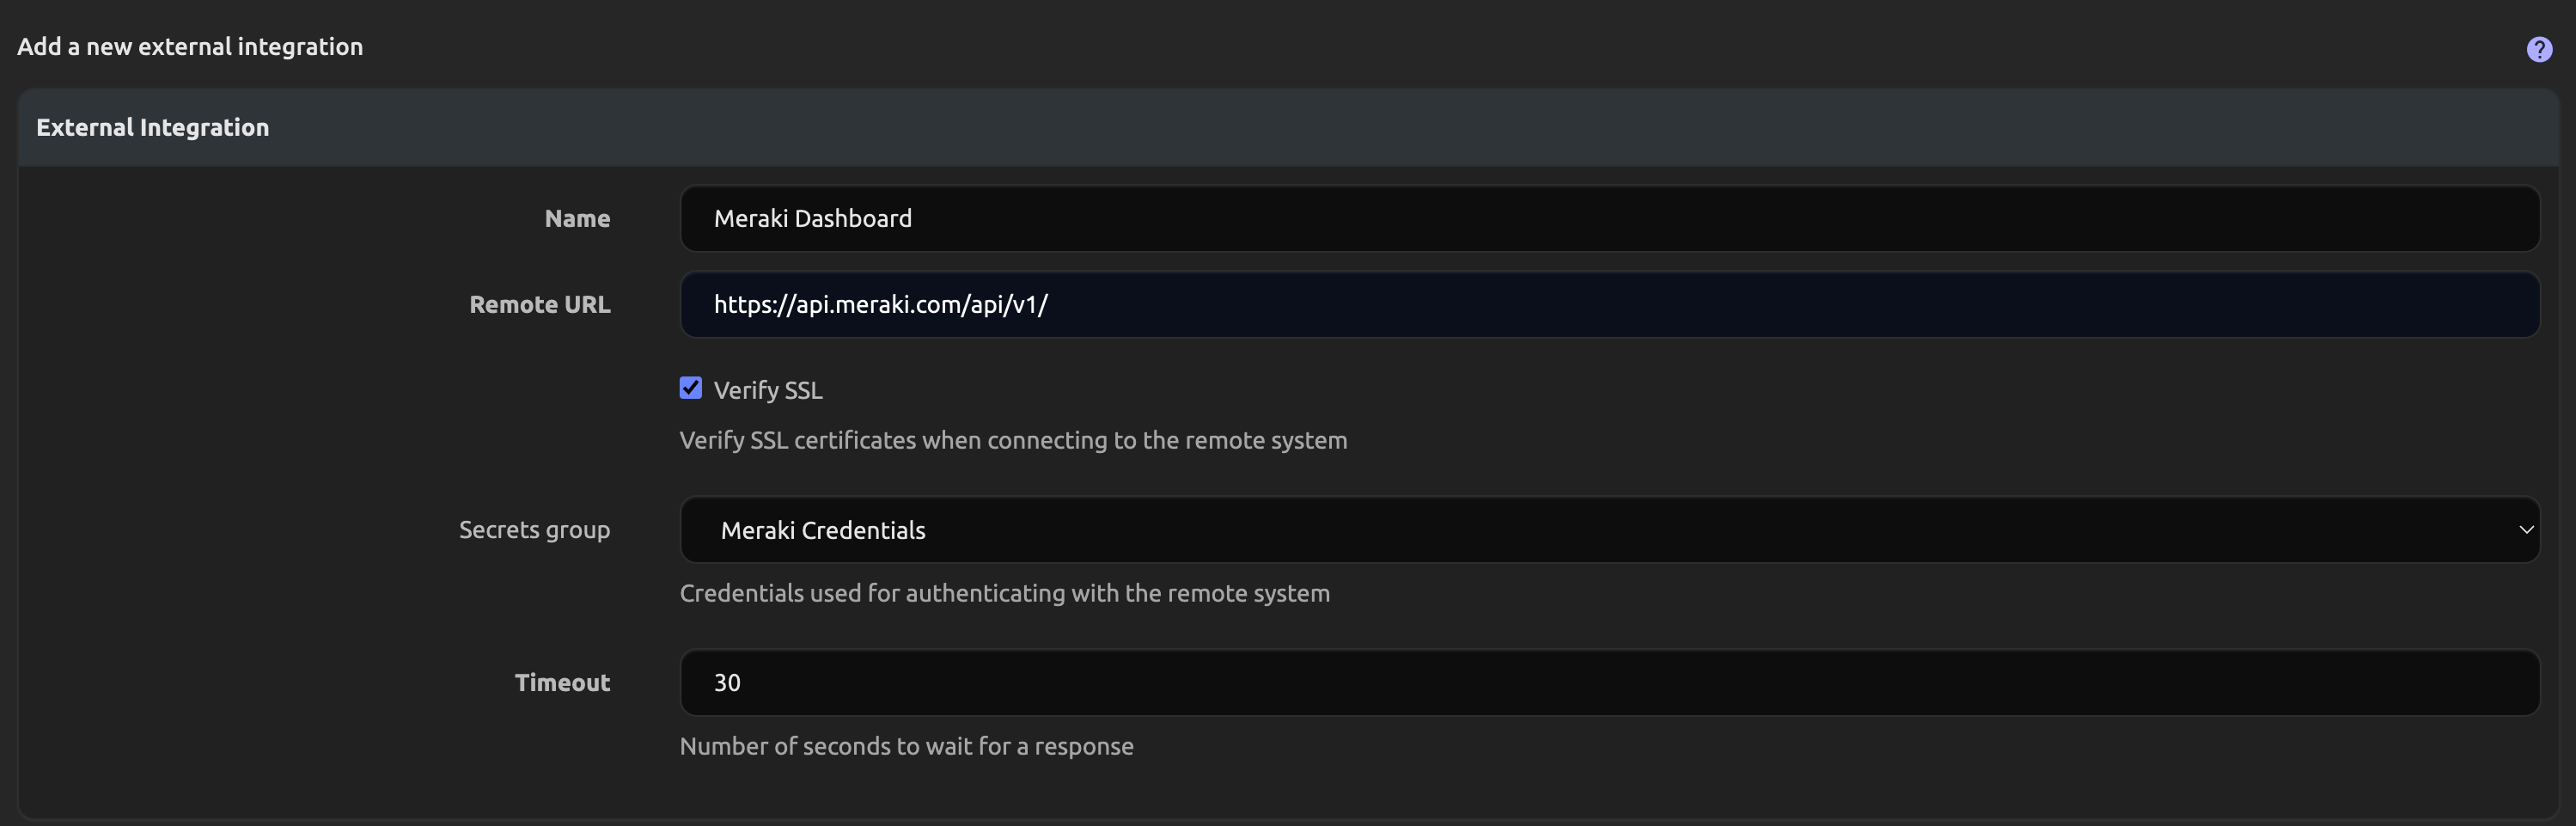 Add a new external integration
?
External Integration
Name
Meraki Dashboard
Remote URL
https://api.meraki.com/api/v1/
Verify SSL
Verify SSL certificates when connecting to the remote system
Secrets group
Meraki Credentials
Credentials used for authenticating with the remote system
Timeout
30
Number of seconds to wait for a response